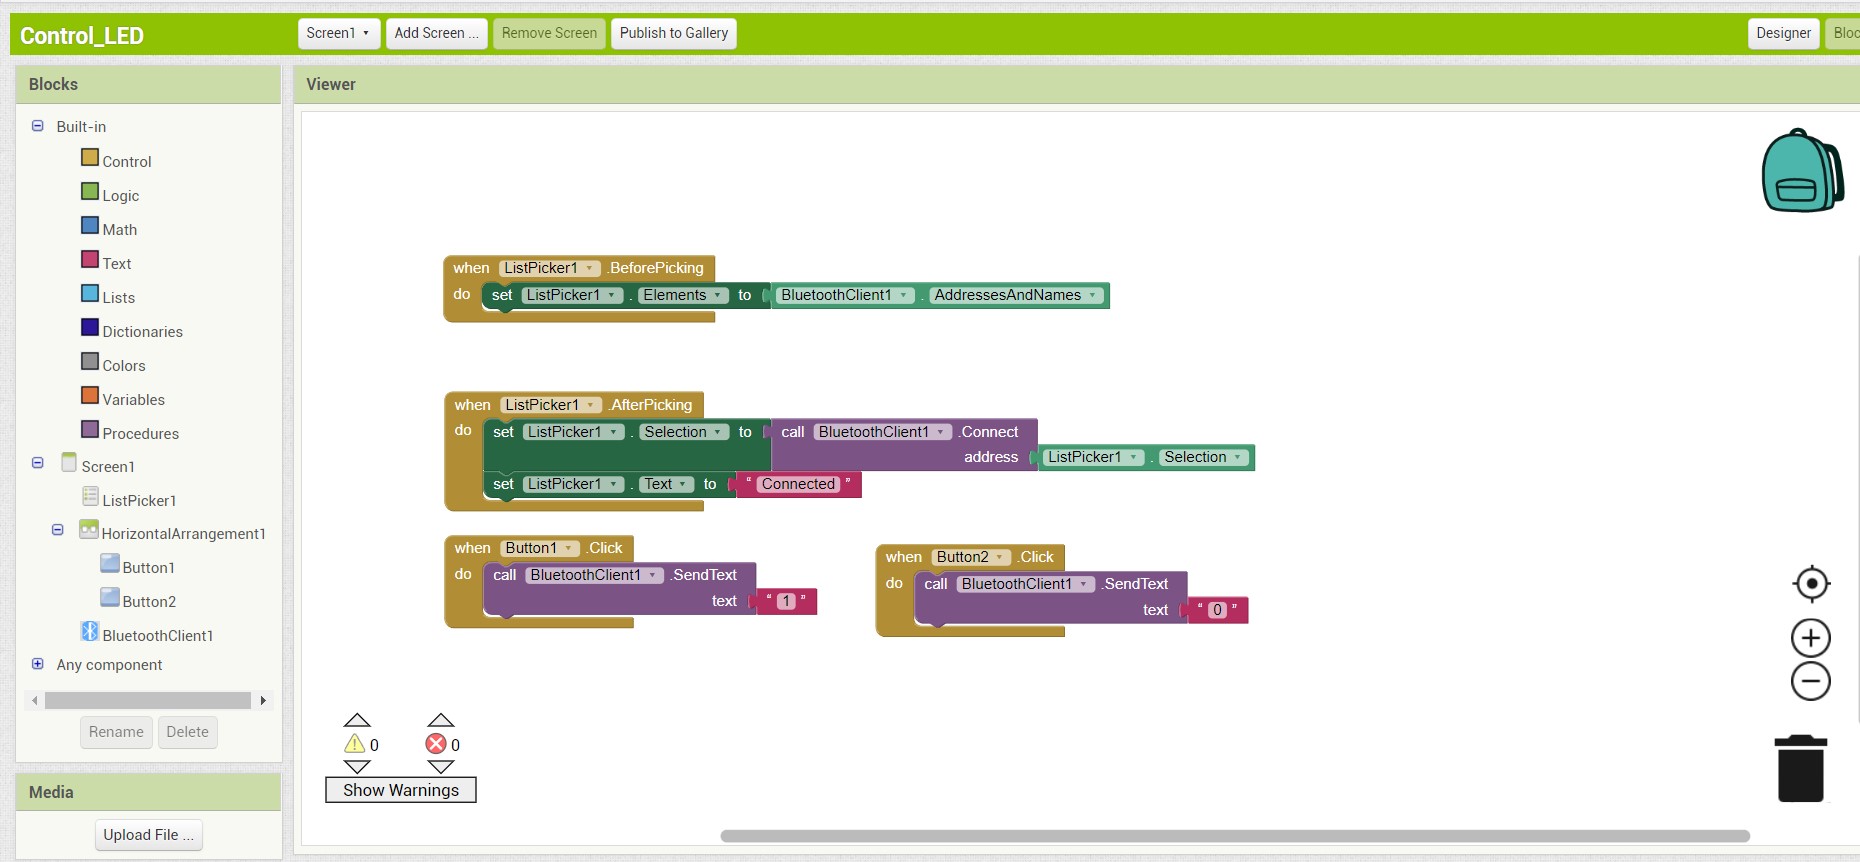 Control_LED
Screen1
Add Screen ...
Remove Screen
Publish to Gallery
Designer
Bloc
Blocks
Viewer
Built-in
Control
Logic
Math
Text
Lists
Dictionaries
Colors
Variables
Procedures
Screen1
ListPicker1
HorizontalArrangement1
Button1
Button2
BluetoothClient1
Any component
Rename
Delete
Media
Upload File ...
when ListPicker1 .BeforePicking
do set ListPicker1 . Elements to BluetoothClient1 . AddressesAndNames
when ListPicker1 .AfterPicking
do set ListPicker1 . Selection to call BluetoothClient1 .Connect
address ListPicker1 . Selection
set ListPicker1 . Text to “ Connected ”
when Button1 .Click
do call BluetoothClient1 .SendText
text “ 1 ”
when Button2 .Click
do call BluetoothClient1 .SendText
text “ 0 ”
0
0
Show Warnings